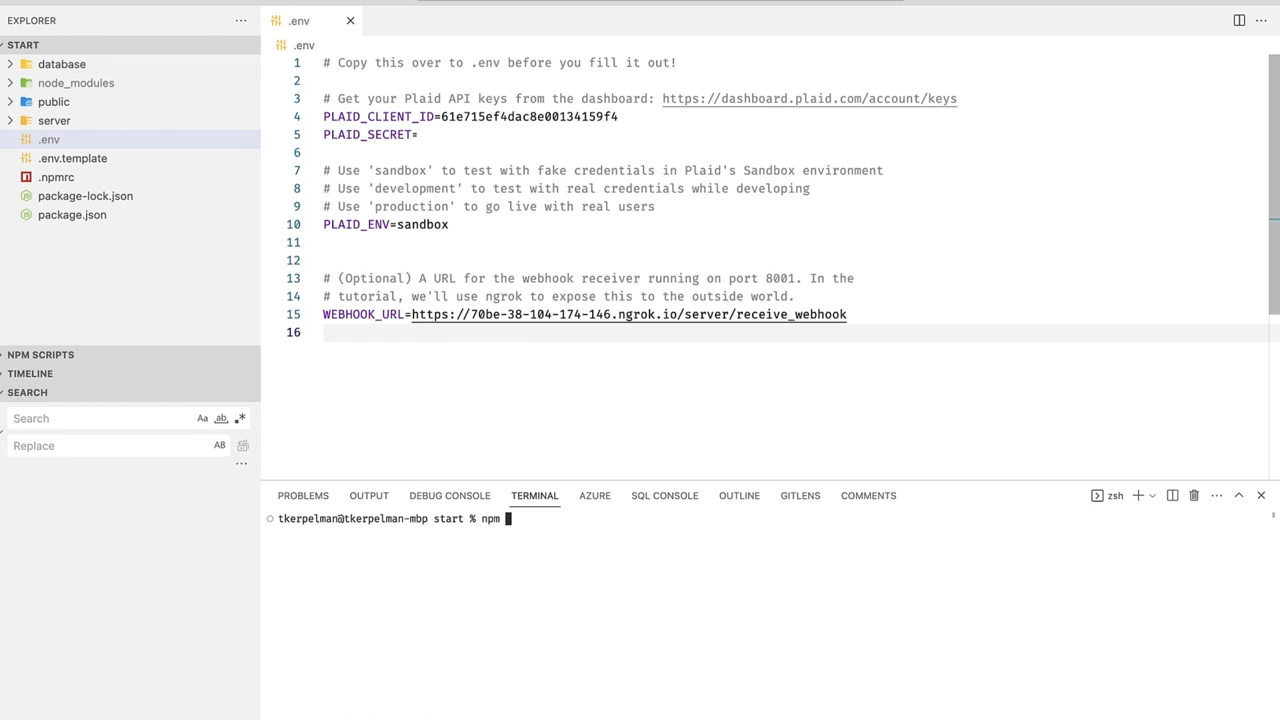 EXPLORER
START
database
node_modules
public
server
.env
.env.template
.npmrc
package-lock.json
package.json
NPM SCRIPTS
TIMELINE
SEARCH
Search
Aa
ab
.*
Replace
AB
.env
.env
1 # Copy this over to .env before you fill it out!
2
3 # Get your Plaid API keys from the dashboard: https://dashboard.plaid.com/account/keys
4 PLAID_CLIENT_ID=61e715ef4dac8e00134159f4
5 PLAID_SECRET=
6
7 # Use 'sandbox' to test with fake credentials in Plaid's Sandbox environment
8 # Use 'development' to test with real credentials while developing
9 # Use 'production' to go live with real users
10 PLAID_ENV=sandbox
11
12
13 # (Optional) A URL for the webhook receiver running on port 8001. In the
14 # tutorial, we'll use ngrok to expose this to the outside world.
15 WEBHOOK_URL=https://70be-38-104-174-146.ngrok.io/server/receive_webhook
16
PROBLEMS OUTPUT DEBUG CONSOLE TERMINAL AZURE SQL CONSOLE OUTLINE GITLENS COMMENTS zsh
tkerpelman@tkerpelman-mbp start % npm